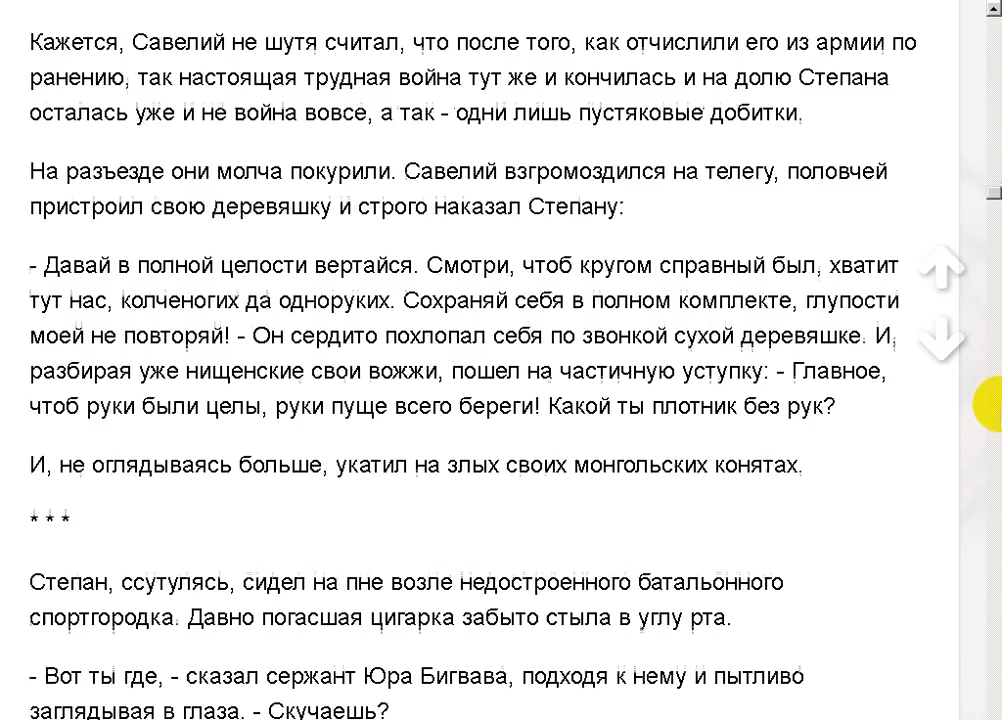 Кажется, Савелий не шутя считал, что после того, как отчислили его из армии по
ранению, так настоящая трудная война тут же и кончилась и на долю Степана
осталась уже и не война вовсе, а так - одни лишь пустяковые добитки.
На разъезде они молча покурили. Савелий взгромоздился на телегу, половчей
пристроил свою деревяшку и строго наказал Степану:
- Давай в полной целости вертайся. Смотри, чтоб кругом справный был, хватит
тут нас, колченогих да одноруких. Сохраняй себя в полном комплекте, глупости
моей не повторяй! - Он сердито похлопал себя по звонкой сухой деревяшке. И,
разбирая уже нищенские свои вожжи, пошел на частичную уступку: - Главное,
чтоб руки были целы, руки пуще всего береги! Какой ты плотник без рук?
И, не оглядываясь больше, укатил на злых своих монгольских конятах.
* * *
Степан, ссутулясь, сидел на пне возле недостроенного батальонного
спортгородка. Давно погасшая цигарка забыто стыла в углу рта.
- Вот ты где, - сказал сержант Юра Бигвава, подходя к нему и пытливо
заглядывая в глаза. - Скучаешь?